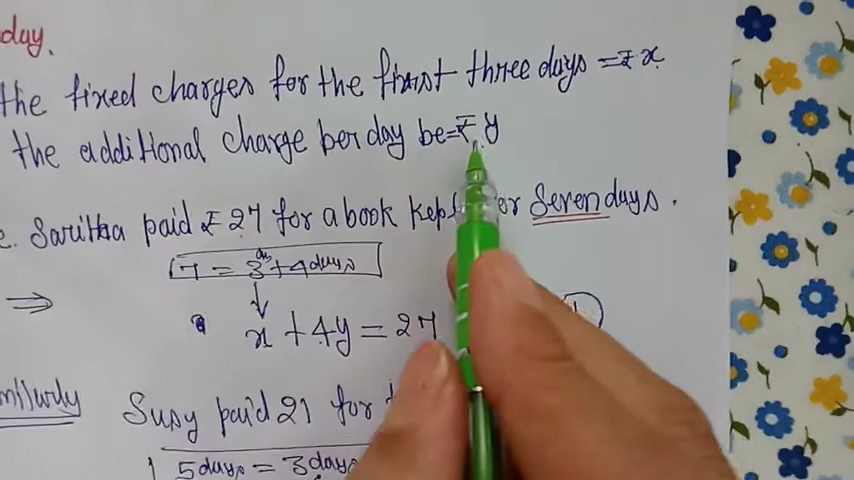 day.
the fixed charges for the first three days = ₹ x
the additional charge per day be = ₹ y
e. Saritha paid ₹ 27 for a book kept for Seven days.
7 = 3 + 4 days
⇒ x + 4y = 27
Susy paid 21 for
5 days = 3 days